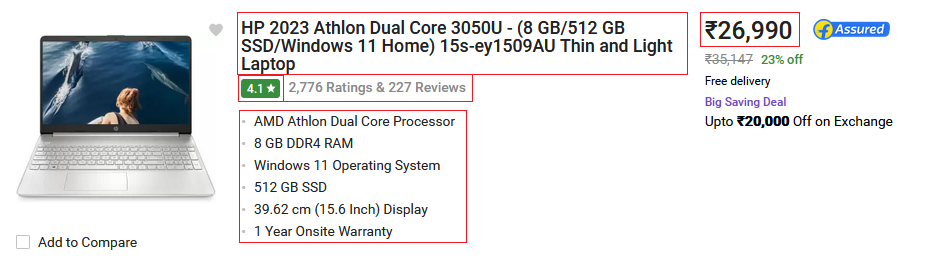 HP 2023 Athlon Dual Core 3050U - (8 GB/512 GB
SSD/Windows 11 Home) 15s-ey1509AU Thin and Light
Laptop
4.1 ★ 2,776 Ratings & 227 Reviews
• AMD Athlon Dual Core Processor
• 8 GB DDR4 RAM
• Windows 11 Operating System
• 512 GB SSD
• 39.62 cm (15.6 Inch) Display
• 1 Year Onsite Warranty
Add to Compare
₹26,990
f Assured
₹35,147 23% off
Free delivery
Big Saving Deal
Upto ₹20,000 Off on Exchange